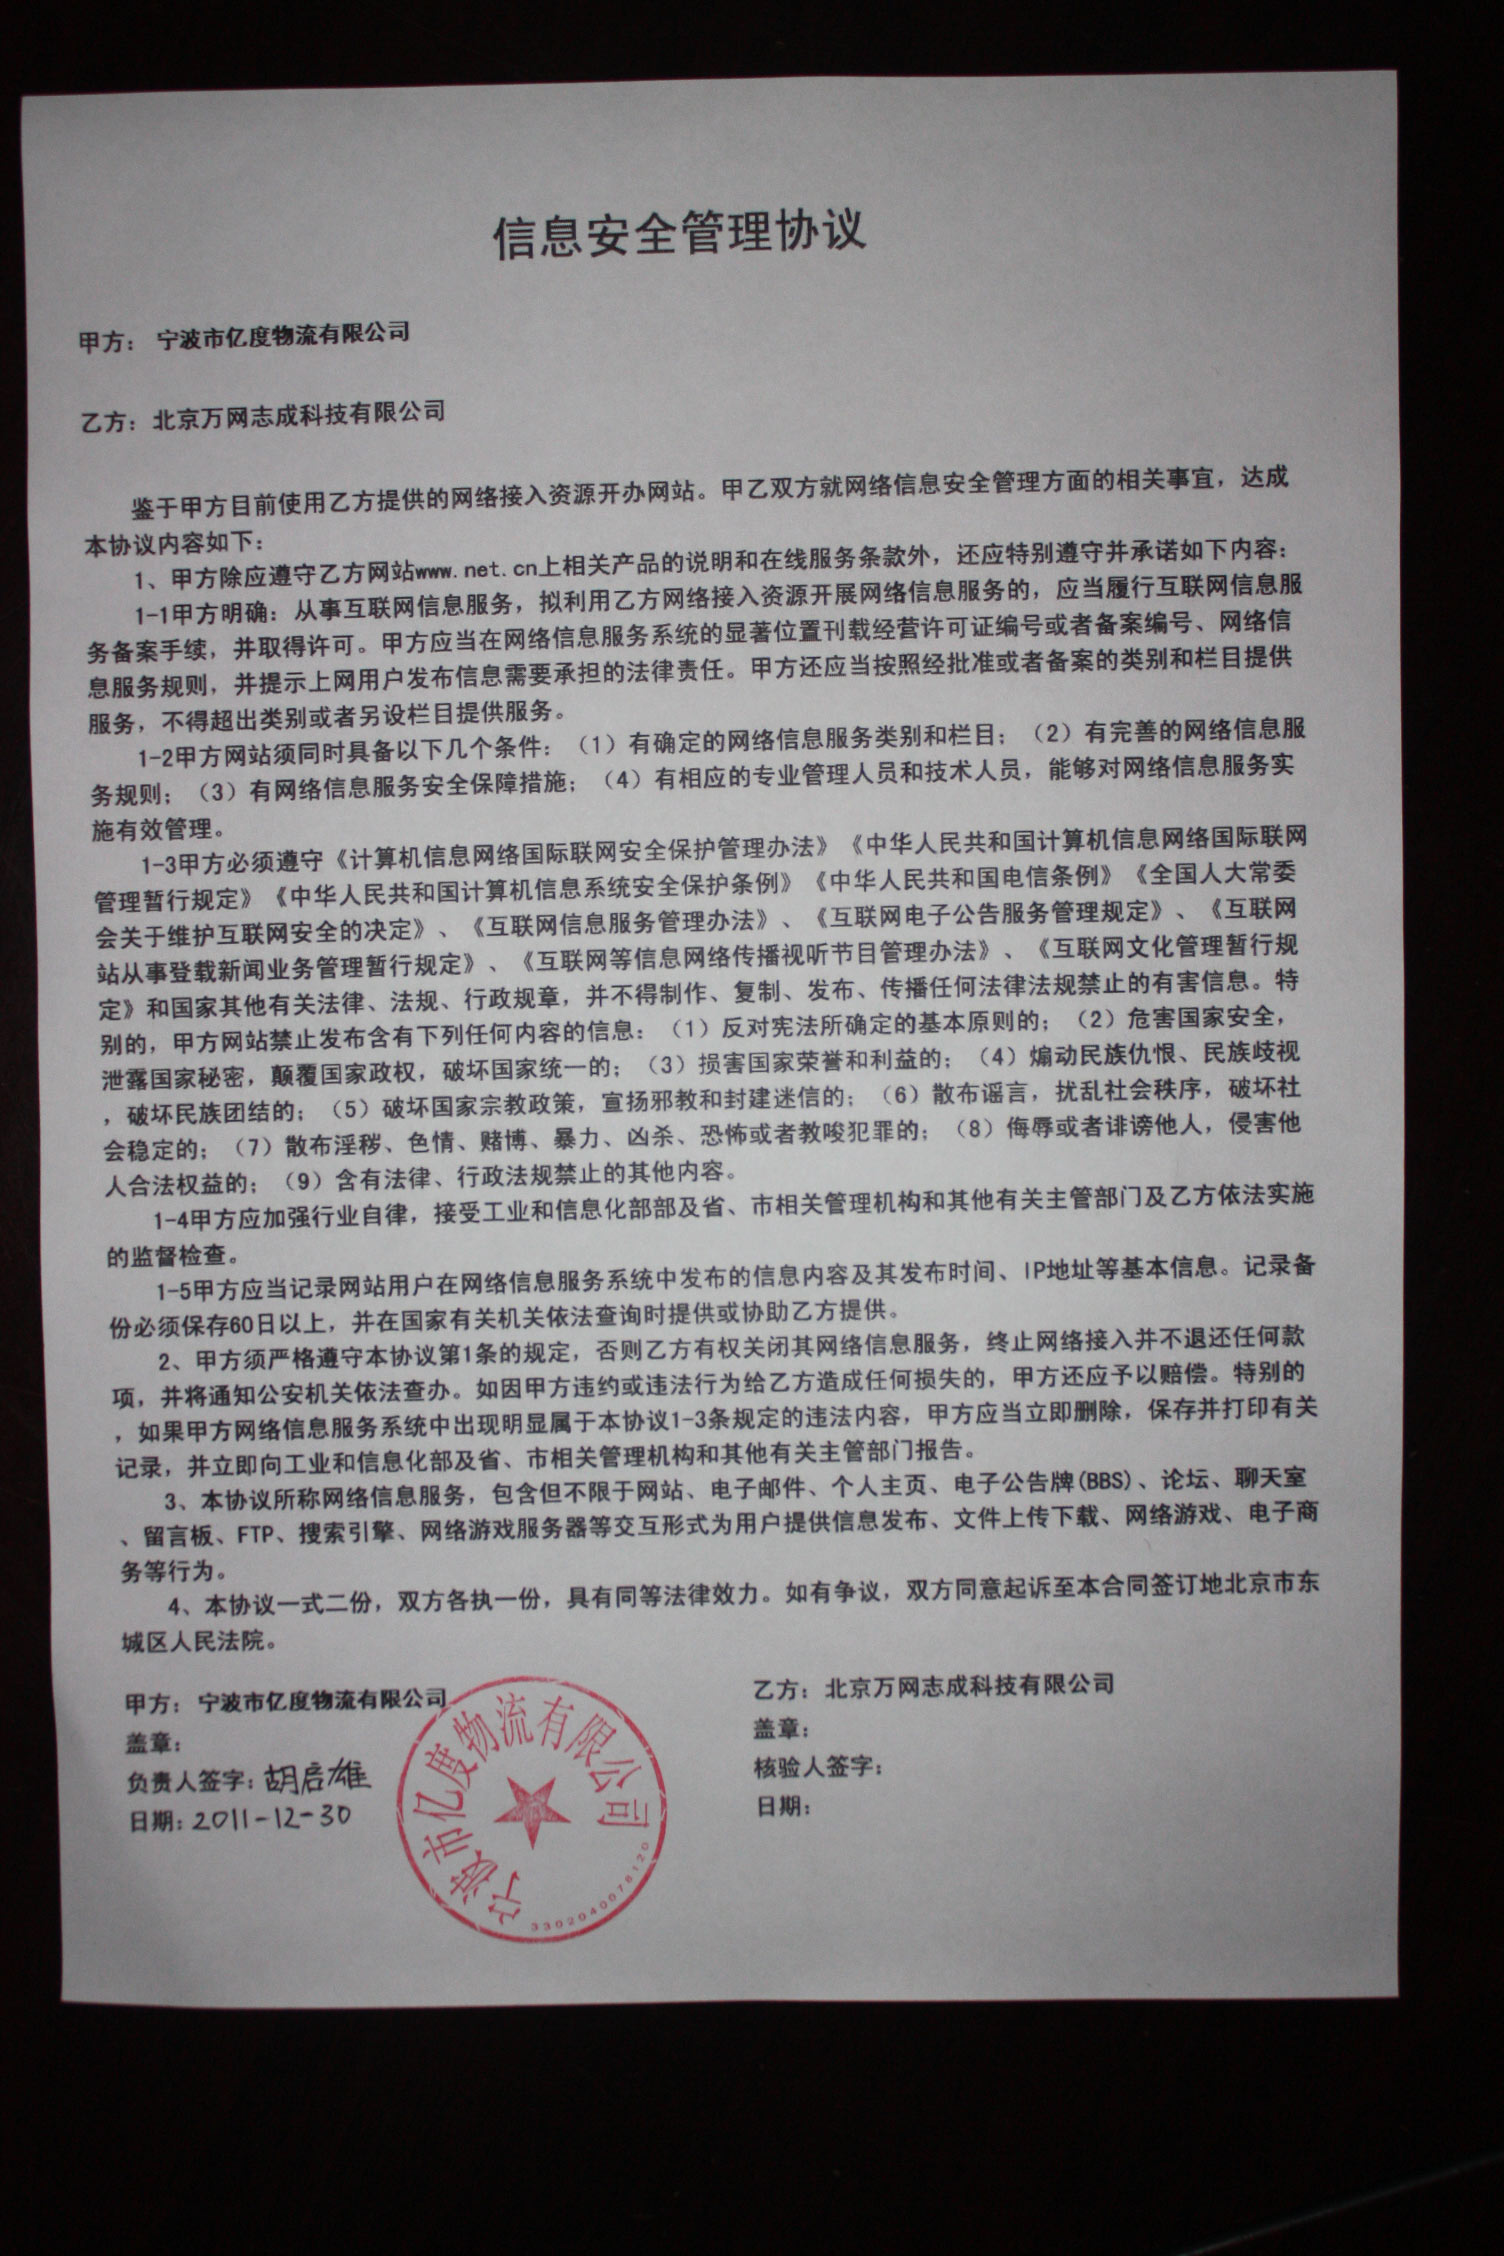 信息安全管理协议
甲方： 宁波市亿度物流有限公司
乙方：北京万网志成科技有限公司
鉴于甲方目前使用乙方提供的网络接入资源开办网站。甲乙双方就网络信息安全管理方面的相关事宜，达成
本协议内容如下：
1、甲方除应遵守乙方网站www.net.cn上相关产品的说明和在线服务条款外，还应特别遵守并承诺如下内容：
1-1甲方明确：从事互联网信息服务，拟利用乙方网络接入资源开展网络信息服务的，应当履行互联网信息服
务备案手续，并取得许可。甲方应当在网络信息服务系统的显著位置刊载经营许可证编号或者备案编号、网络信
息服务规则，并提示上网用户发布信息需要承担的法律责任。甲方还应当按照经批准或者备案的类别和栏目提供
服务，不得超出类别或者另设栏目提供服务。
1-2甲方网站须同时具备以下几个条件：（1）有确定的网络信息服务类别和栏目；（2）有完善的网络信息服
务规则；（3）有网络信息服务安全保障措施；（4）有相应的专业管理人员和技术人员，能够对网络信息服务实
施有效管理。
1-3甲方必须遵守《计算机信息网络国际联网安全保护管理办法》《中华人民共和国计算机信息网络国际联网
管理暂行规定》《中华人民共和国计算机信息系统安全保护条例》《中华人民共和国电信条例》《全国人大常委
会关于维护互联网安全的决定》、《互联网信息服务管理办法》、《互联网电子公告服务管理规定》、《互联网
站从事登载新闻业务管理暂行规定》、《互联网等信息网络传播视听节目管理办法》、《互联网文化管理暂行规
定》和国家其他有关法律、法规、行政规章，并不得制作、复制、发布、传播任何法律法规禁止的有害信息。特
别的，甲方网站禁止发布含有下列任何内容的信息：（1）反对宪法所确定的基本原则的；（2）危害国家安全，
泄露国家秘密，颠覆国家政权，破坏国家统一的；（3）损害国家荣誉和利益的；（4）煽动民族仇恨、民族歧视
，破坏民族团结的；（5）破坏国家宗教政策，宣扬邪教和封建迷信的；（6）散布谣言，扰乱社会秩序，破坏社
会稳定的；（7）散布淫秽、色情、赌博、暴力、凶杀、恐怖或者教唆犯罪的；（8）侮辱或者诽谤他人，侵害他
人合法权益的；（9）含有法律、行政法规禁止的其他内容。
1-4甲方应加强行业自律，接受工业和信息化部部及省、市相关管理机构和其他有关主管部门及乙方依法实施
的监督检查。
1-5甲方应当记录网站用户在网络信息服务系统中发布的信息内容及其发布时间、IP地址等基本信息。记录备
份必须保存60日以上，并在国家有关机关依法查询时提供或协助乙方提供。
2、甲方须严格遵守本协议第1条的规定，否则乙方有权关闭其网络信息服务，终止网络接入并不退还任何款
项，并将通知公安机关依法查办。如因甲方违约或违法行为给乙方造成任何损失的，甲方还应予以赔偿。特别的
，如果甲方网络信息服务系统中出现明显属于本协议1-3条规定的违法内容，甲方应当立即删除，保存并打印有关
记录，并立即向工业和信息化部及省、市相关管理机构和其他有关主管部门报告。
3、本协议所称网络信息服务，包含但不限于网站、电子邮件、个人主页、电子公告牌(BBS)、论坛、聊天室
、留言板、FTP、搜索引擎、网络游戏服务器等交互形式为用户提供信息发布、文件上传下载、网络游戏、电子商
务等行为。
4、本协议一式二份，双方各执一份，具有同等法律效力。如有争议，双方同意起诉至本合同签订地北京市东
城区人民法院。
甲方： 宁波市亿度物流有限公司
盖章：
负责人签字：胡启雄
日期：2011-12-30
宁波市亿度物流有限公司
3302040078120
乙方：北京万网志成科技有限公司
盖章：
核验人签字：
日期：